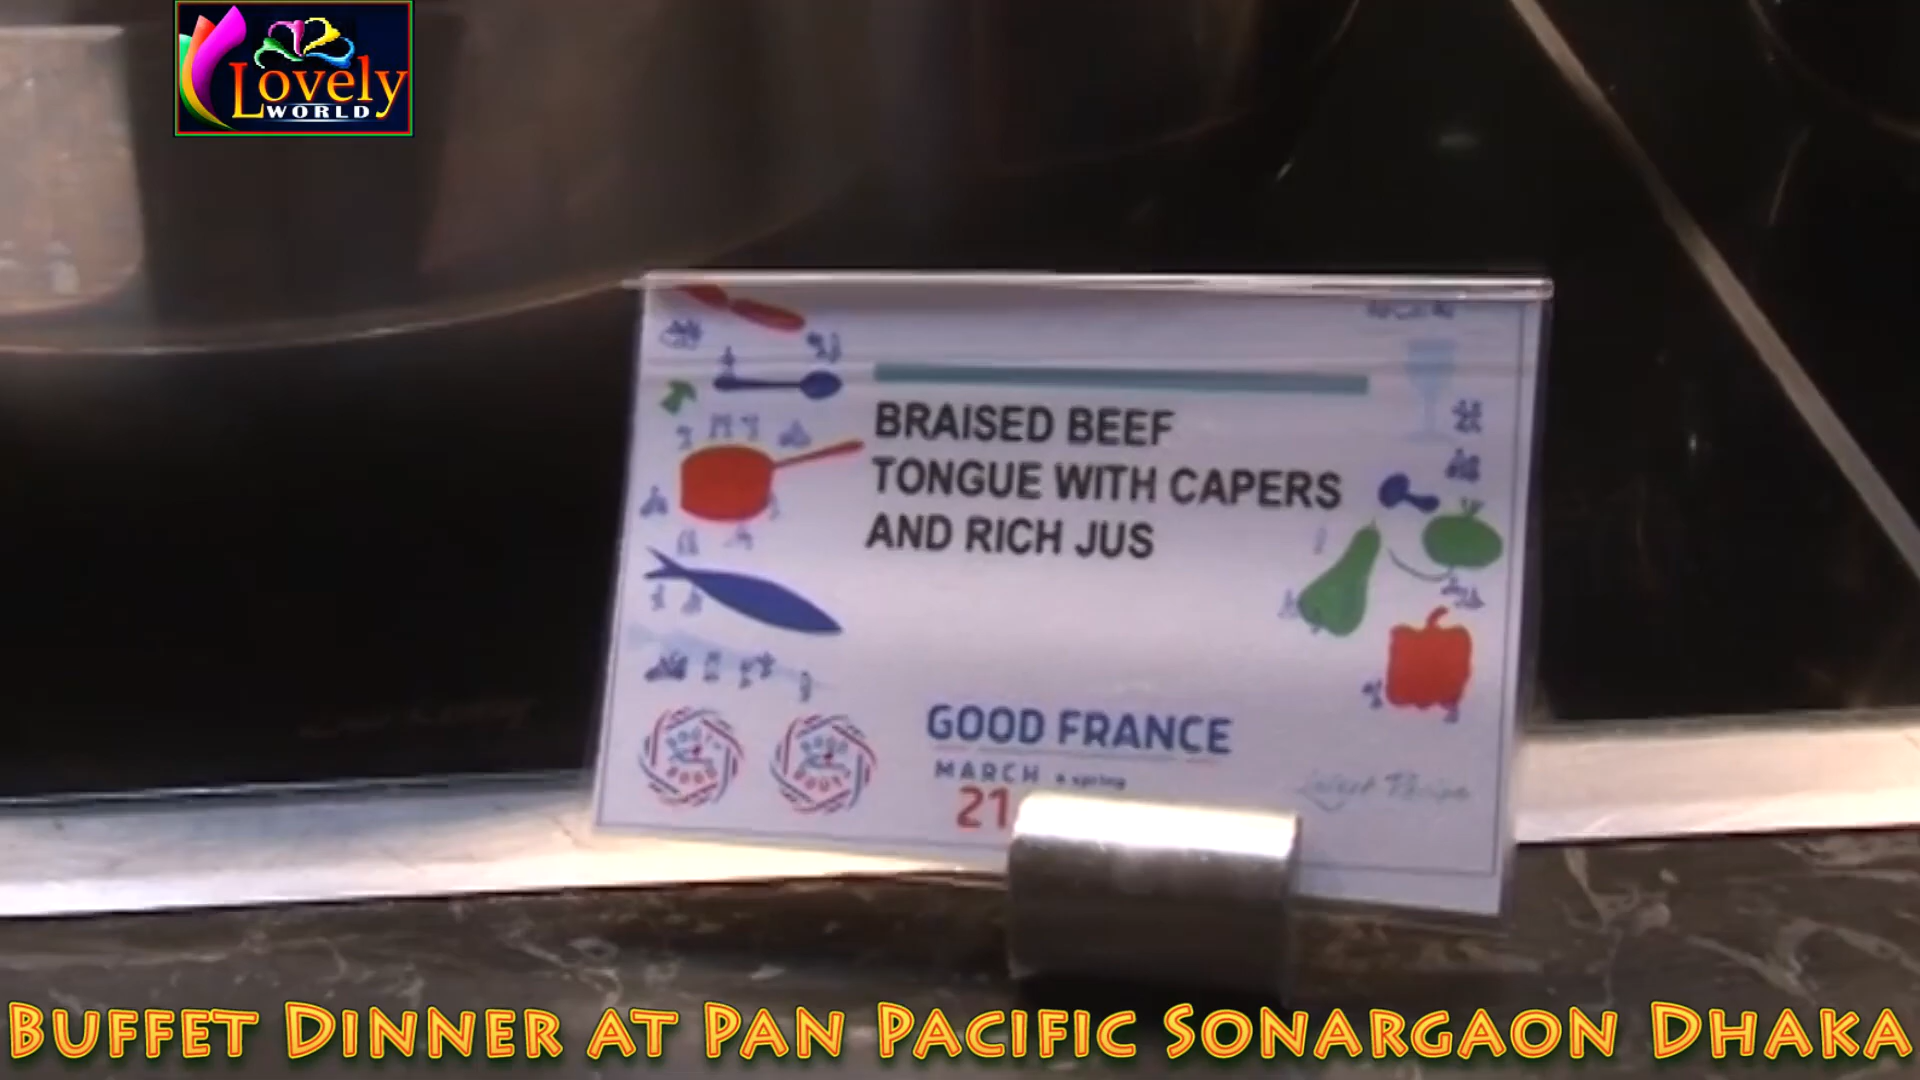 Lovely
WORLD
BRAISED BEEF
TONGUE WITH CAPERS
AND RICH JUS
GOOD FRANCE
MARCH a spring
21
BUFFET DINNER AT PAN PACIFIC SONARGAON DHAKA